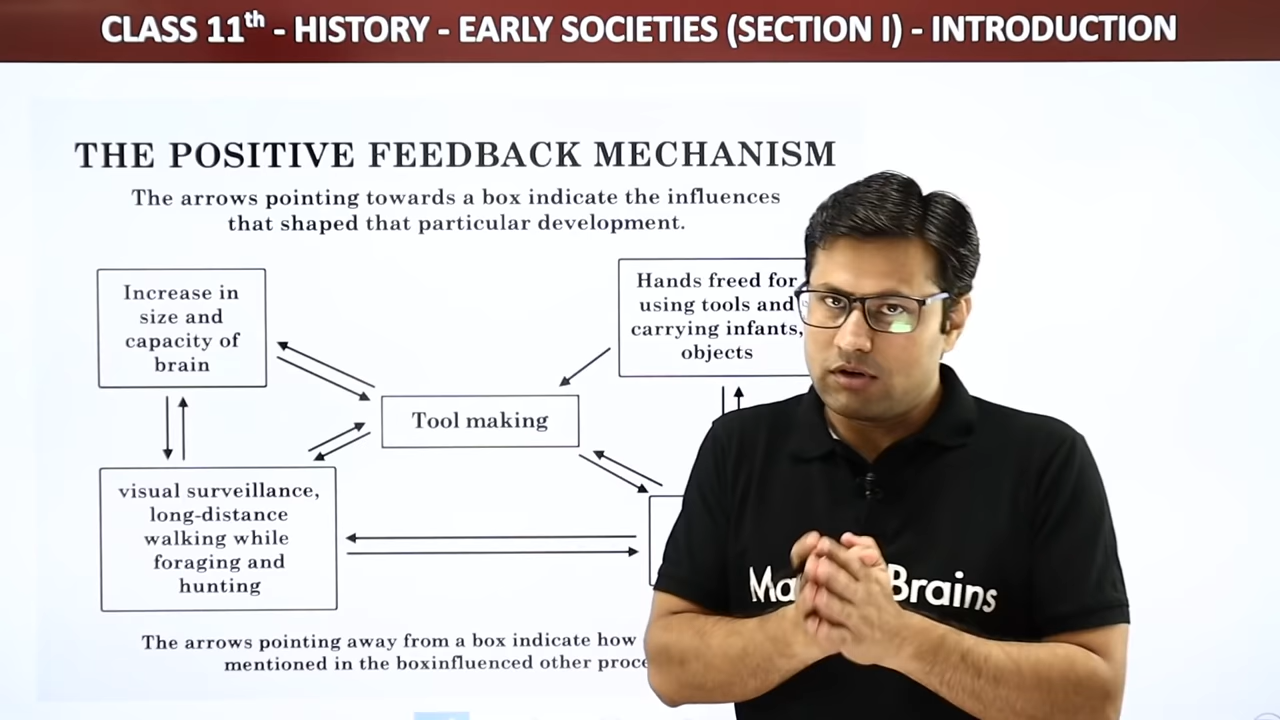 CLASS 11th - HISTORY - EARLY SOCIETIES (SECTION I) - INTRODUCTION
THE POSITIVE FEEDBACK MECHANISM
The arrows pointing towards a box indicate the influences
that shaped that particular development.
Increase in
size and
capacity of
brain
Hands freed for
using tools and
carrying infants,
objects
Tool making
visual surveillance,
long-distance
walking while
foraging and
hunting
The arrows pointing away from a box indicate how
mentioned in the boxinfluenced other
Brains